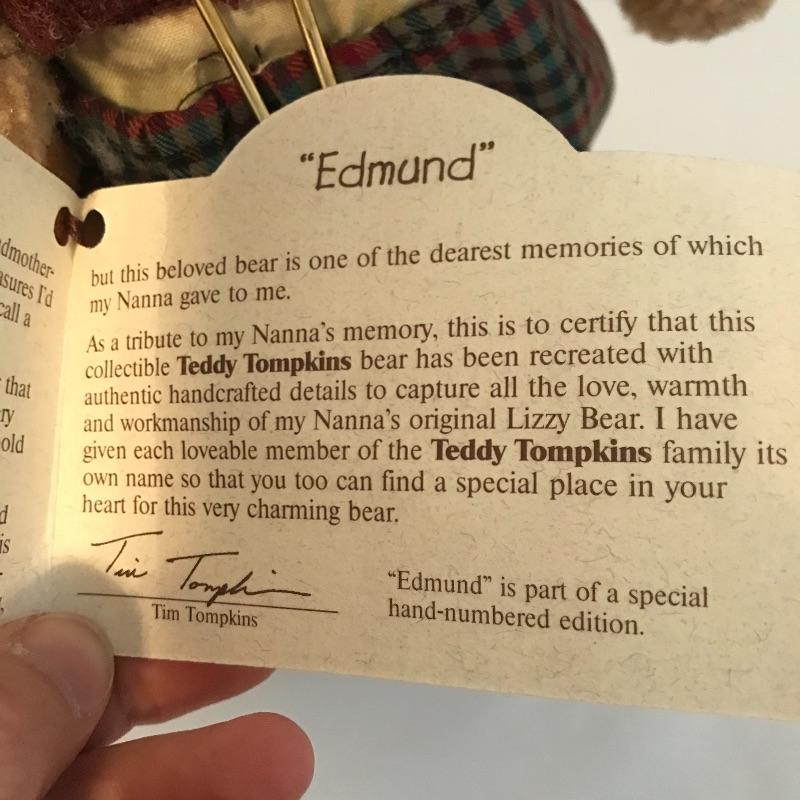 “Edmund”
but this beloved bear is one of the dearest memories of which
my Nanna gave to me.
As a tribute to my Nanna’s memory, this is to certify that this
collectible Teddy Tompkins bear has been recreated with
authentic handcrafted details to capture all the love, warmth
and workmanship of my Nanna’s original Lizzy Bear. I have
given each loveable member of the Teddy Tompkins family its
own name so that you too can find a special place in your
heart for this very charming bear.
Tim Tompkins
Tim Tompkins
“Edmund” is part of a special
hand-numbered edition.
call a
that
old